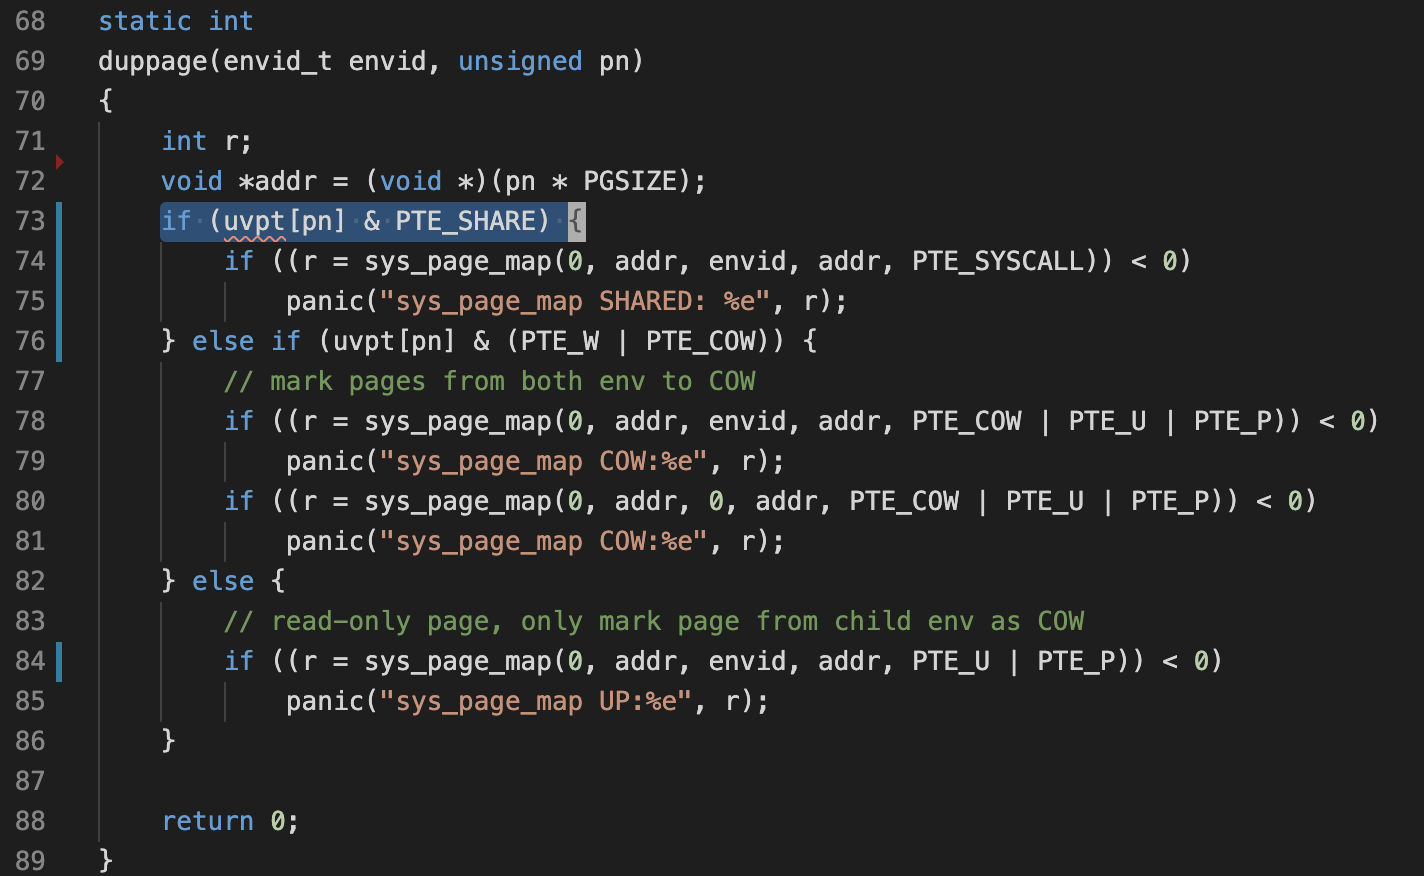 68 static int
69 duppage(envid_t envid, unsigned pn)
70 {
71     int r;
72     void *addr = (void *)(pn * PGSIZE);
73     if (uvpt[pn] & PTE_SHARE) {
74         if ((r = sys_page_map(0, addr, envid, addr, PTE_SYSCALL)) < 0)
75             panic("sys_page_map SHARED: %e", r);
76     } else if (uvpt[pn] & (PTE_W | PTE_COW)) {
77         // mark pages from both env to COW
78         if ((r = sys_page_map(0, addr, envid, addr, PTE_COW | PTE_U | PTE_P)) < 0)
79             panic("sys_page_map COW:%e", r);
80         if ((r = sys_page_map(0, addr, 0, addr, PTE_COW | PTE_U | PTE_P)) < 0)
81             panic("sys_page_map COW:%e", r);
82     } else {
83         // read-only page, only mark page from child env as COW
84         if ((r = sys_page_map(0, addr, envid, addr, PTE_U | PTE_P)) < 0)
85             panic("sys_page_map UP:%e", r);
86     }
87
88     return 0;
89 }